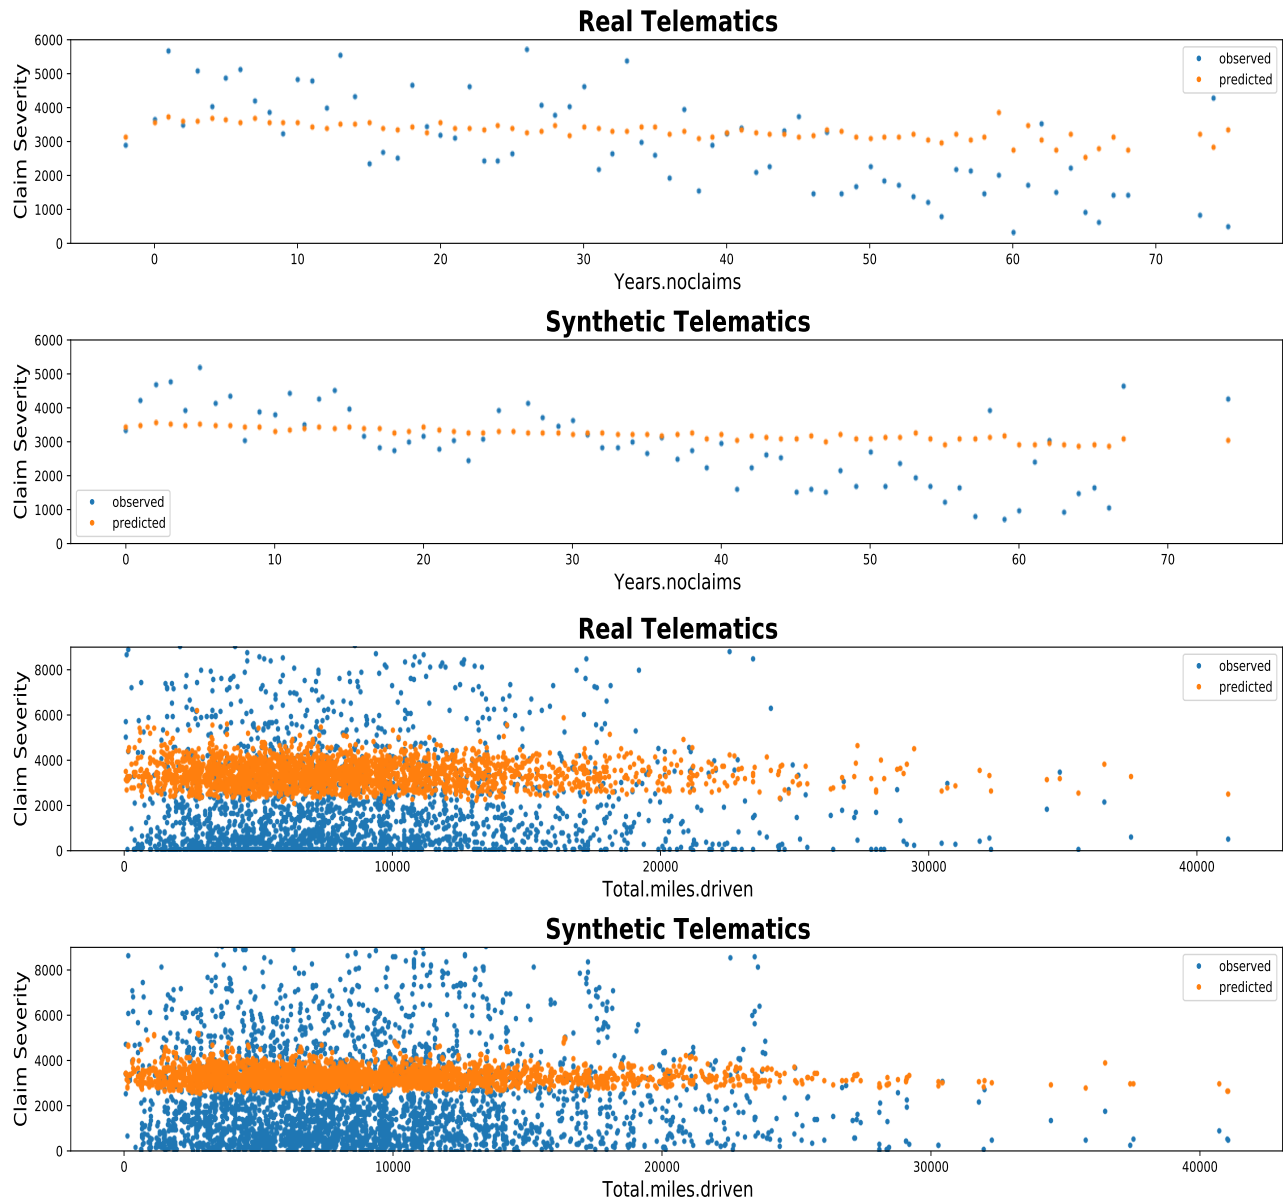 Real Telematics
6000
5000
4000
3000
2000
1000
0
Claim Severity
observed
predicted
0 10 20 30 40 50 60 70
Years.noclaims
Synthetic Telematics
6000
5000
4000
3000
2000
1000
0
Claim Severity
observed
predicted
0 10 20 30 40 50 60 70
Years.noclaims
Real Telematics
8000
6000
4000
2000
0
Claim Severity
observed
predicted
0 10000 20000 30000 40000
Total.miles.driven
Synthetic Telematics
8000
6000
4000
2000
0
Claim Severity
observed
predicted
0 10000 20000 30000 40000
Total.miles.driven